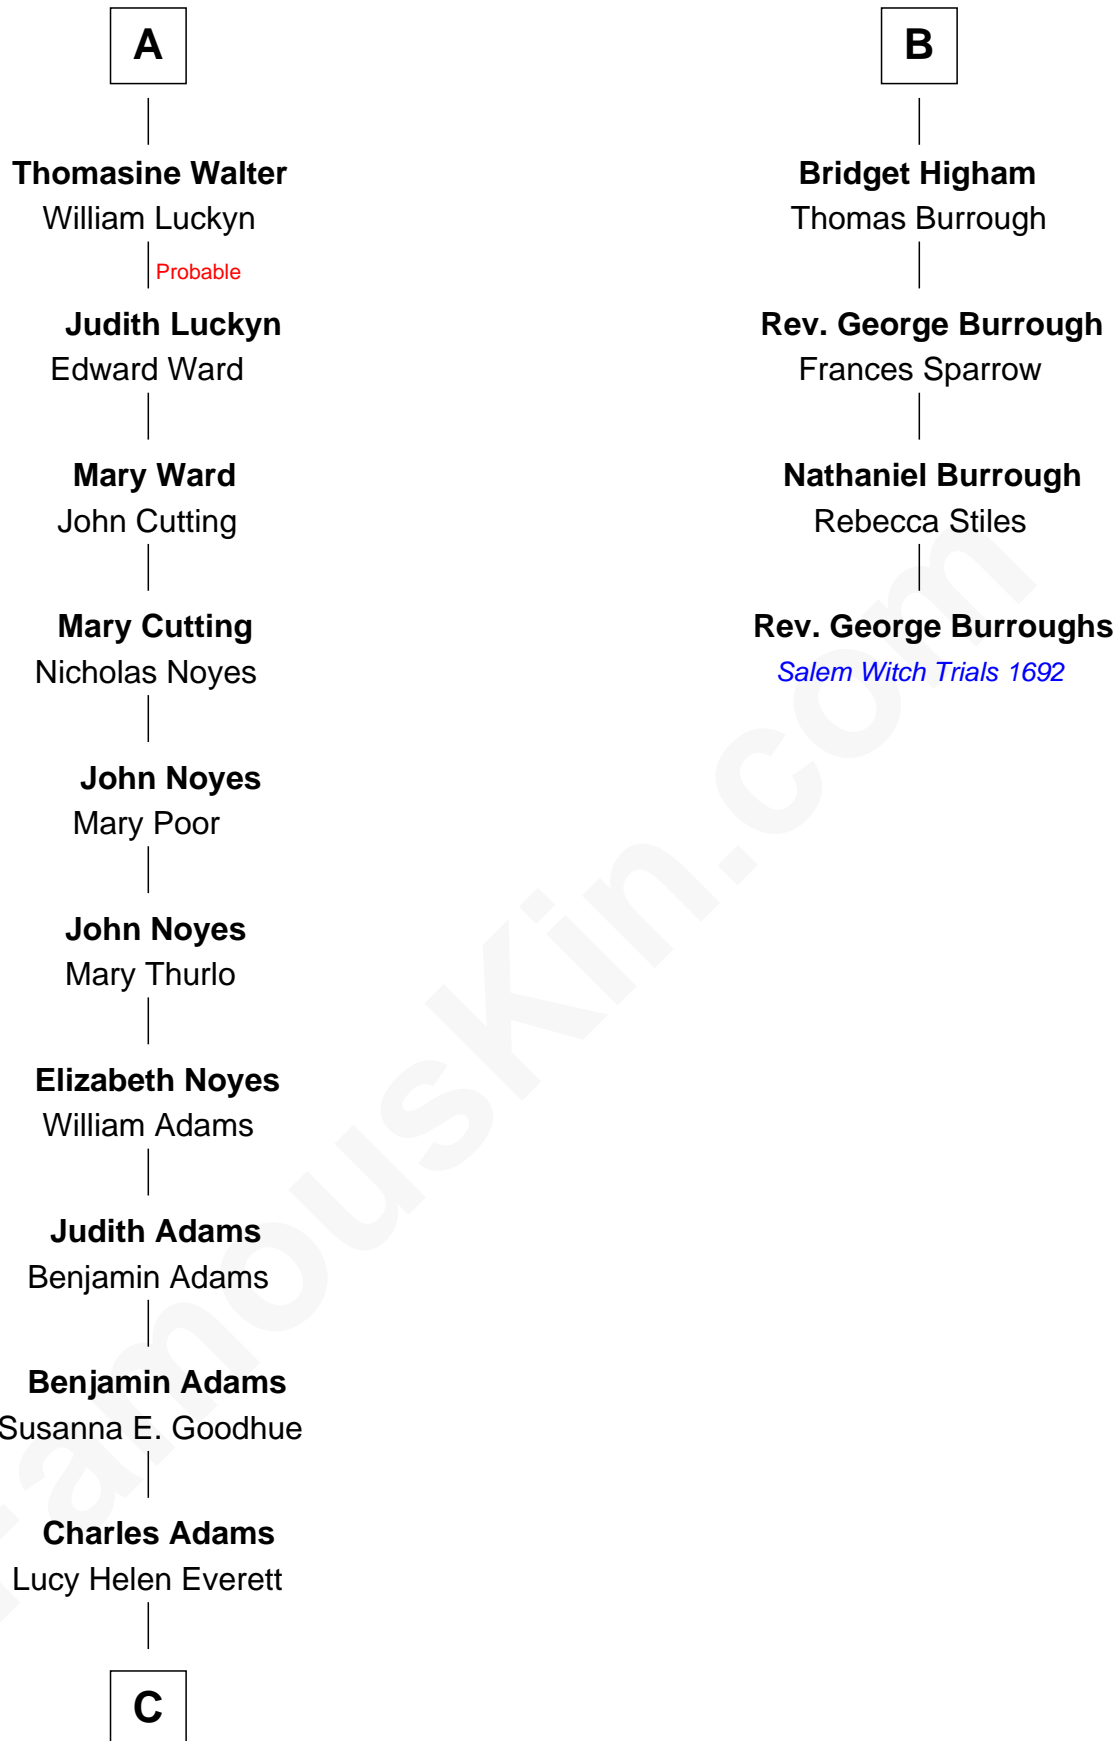 A
Thomasine Walter
William Luckyn
Probable
Judith Luckyn
Edward Ward
Mary Ward
John Cutting
Mary Cutting
Nicholas Noyes
John Noyes
Mary Poor
John Noyes
Mary Thurlo
Elizabeth Noyes
William Adams
Judith Adams
Benjamin Adams
Benjamin Adams
Susanna E. Goodhue
Charles Adams
Lucy Helen Everett
C
B
Bridget Higham
Thomas Burrough
Rev. George Burrough
Frances Sparrow
Nathaniel Burrough
Rebecca Stiles
Rev. George Burroughs
Salem Witch Trials 1692
FamousKin.com